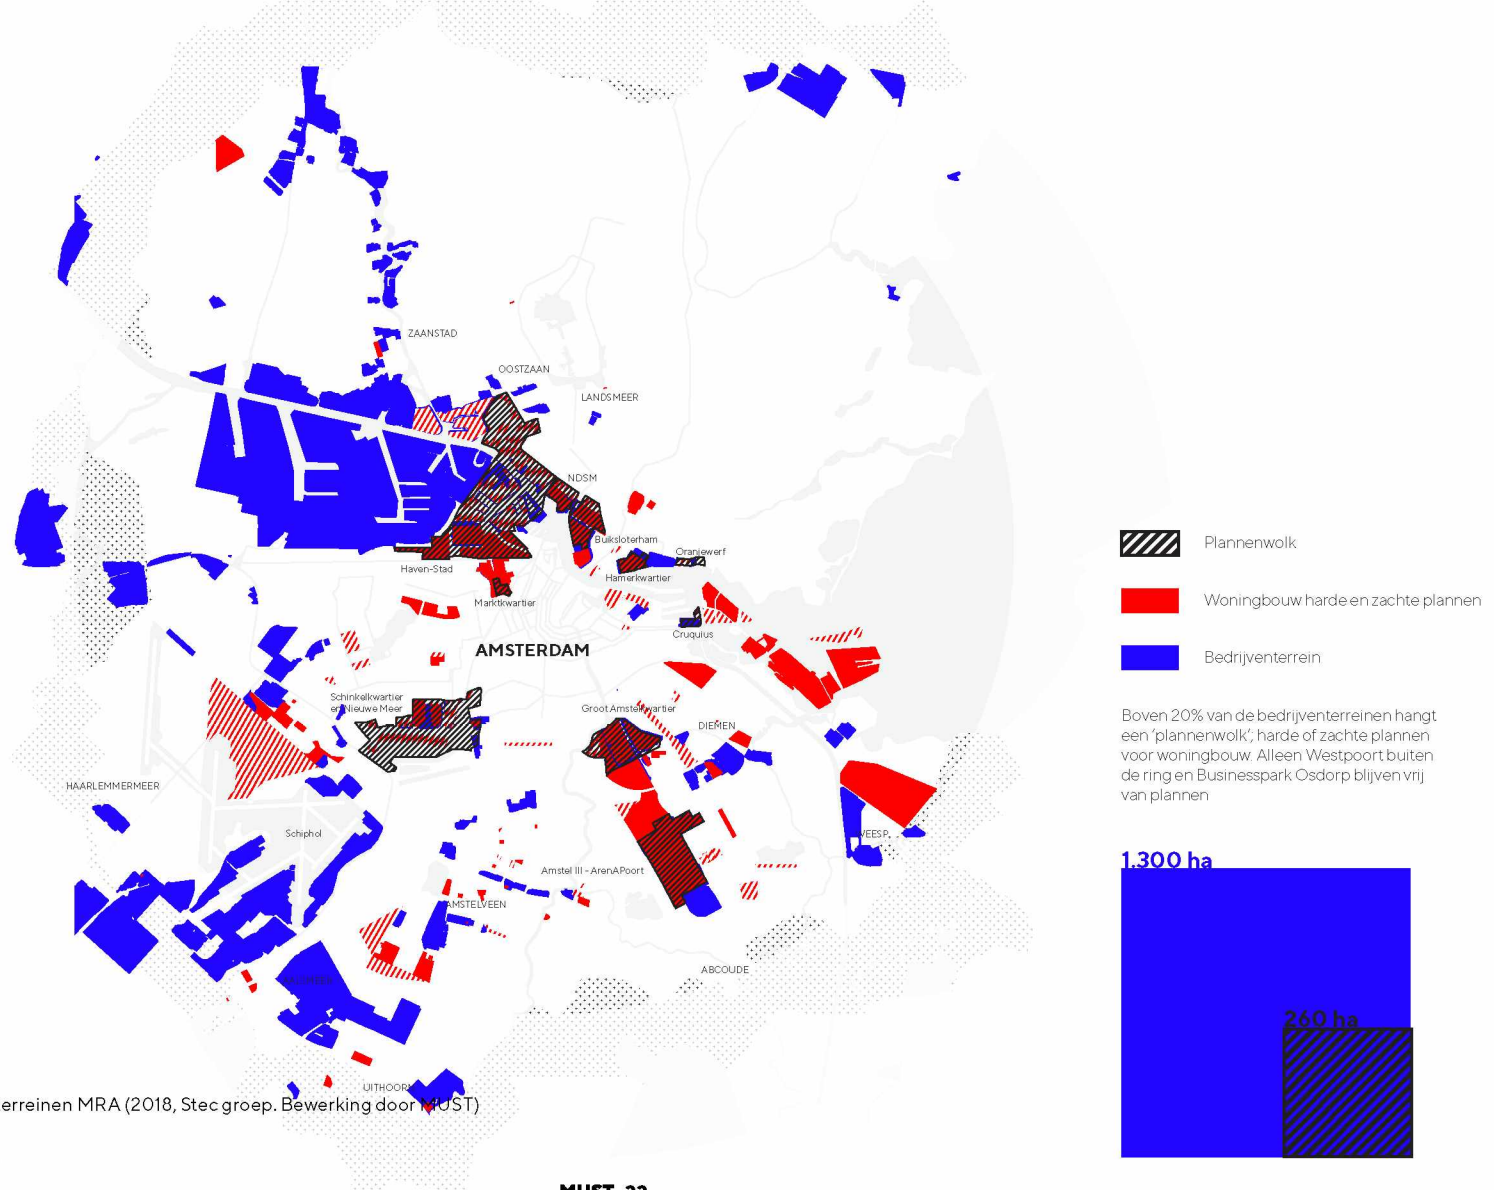 ZAANSTAD
OOSTZAAN
LANDSMEER
NDSM
Buiksloterham
Oranjewerf
Haven-Stad
Hamerkwartier
Marktkwartier
Cruquius
AMSTERDAM
Schinkelkwartier
en Nieuwe Meer
Groot Amstelkwartier
DIEMEN
HAARLEMMERMEER
Schiphol
WEESP
Amstel III - ArenAPoort
AMSTELVEEN
ABCOUDE
AALSMEER
UITHOORN
erreinen MRA (2018, Stec groep. Bewerking door MUST)
Plannenwolk
Woningbouw harde en zachte plannen
Bedrijventerrein
Boven 20% van de bedrijventerreinen hangt
een 'plannenwolk'; harde of zachte plannen
voor woningbouw. Alleen Westpoort buiten
de ring en Businesspark Osdorp blijven vrij
van plannen
1.300 ha
260 ha